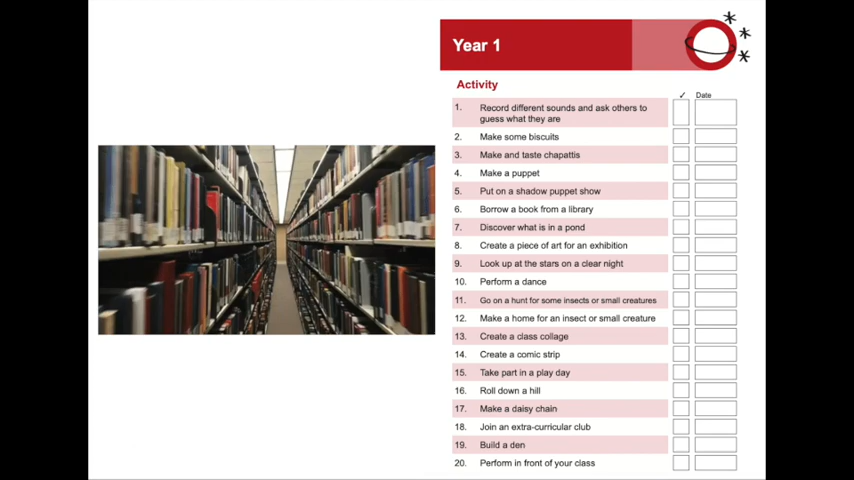 Year 1
Activity
✓ Date
1. Record different sounds and ask others to
guess what they are
2. Make some biscuits
3. Make and taste chapattis
4. Make a puppet
5. Put on a shadow puppet show
6. Borrow a book from a library
7. Discover what is in a pond
8. Create a piece of art for an exhibition
9. Look up at the stars on a clear night
10. Perform a dance
11. Go on a hunt for some insects or small creatures
12. Make a home for an insect or small creature
13. Create a class collage
14. Create a comic strip
15. Take part in a play day
16. Roll down a hill
17. Make a daisy chain
18. Join an extra-curricular club
19. Build a den
20. Perform in front of your class